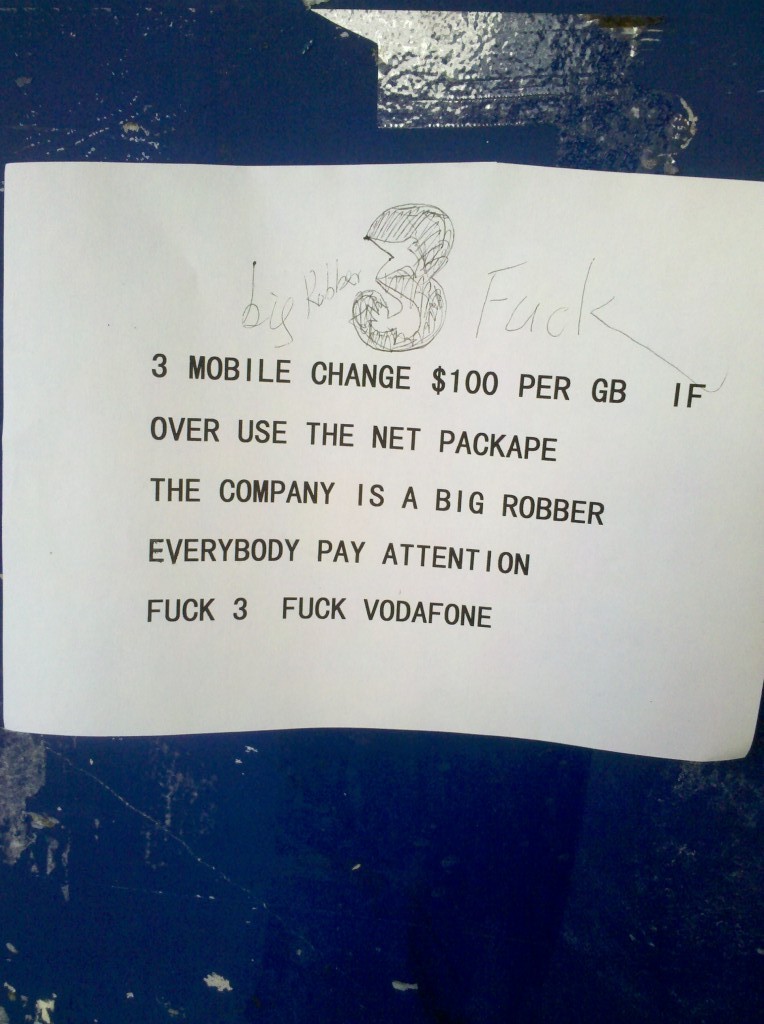 big Robber 3 Fuck
3 MOBILE CHANGE $100 PER GB IF
OVER USE THE NET PACKAPE
THE COMPANY IS A BIG ROBBER
EVERYBODY PAY ATTENTION
FUCK 3 FUCK VODAFONE